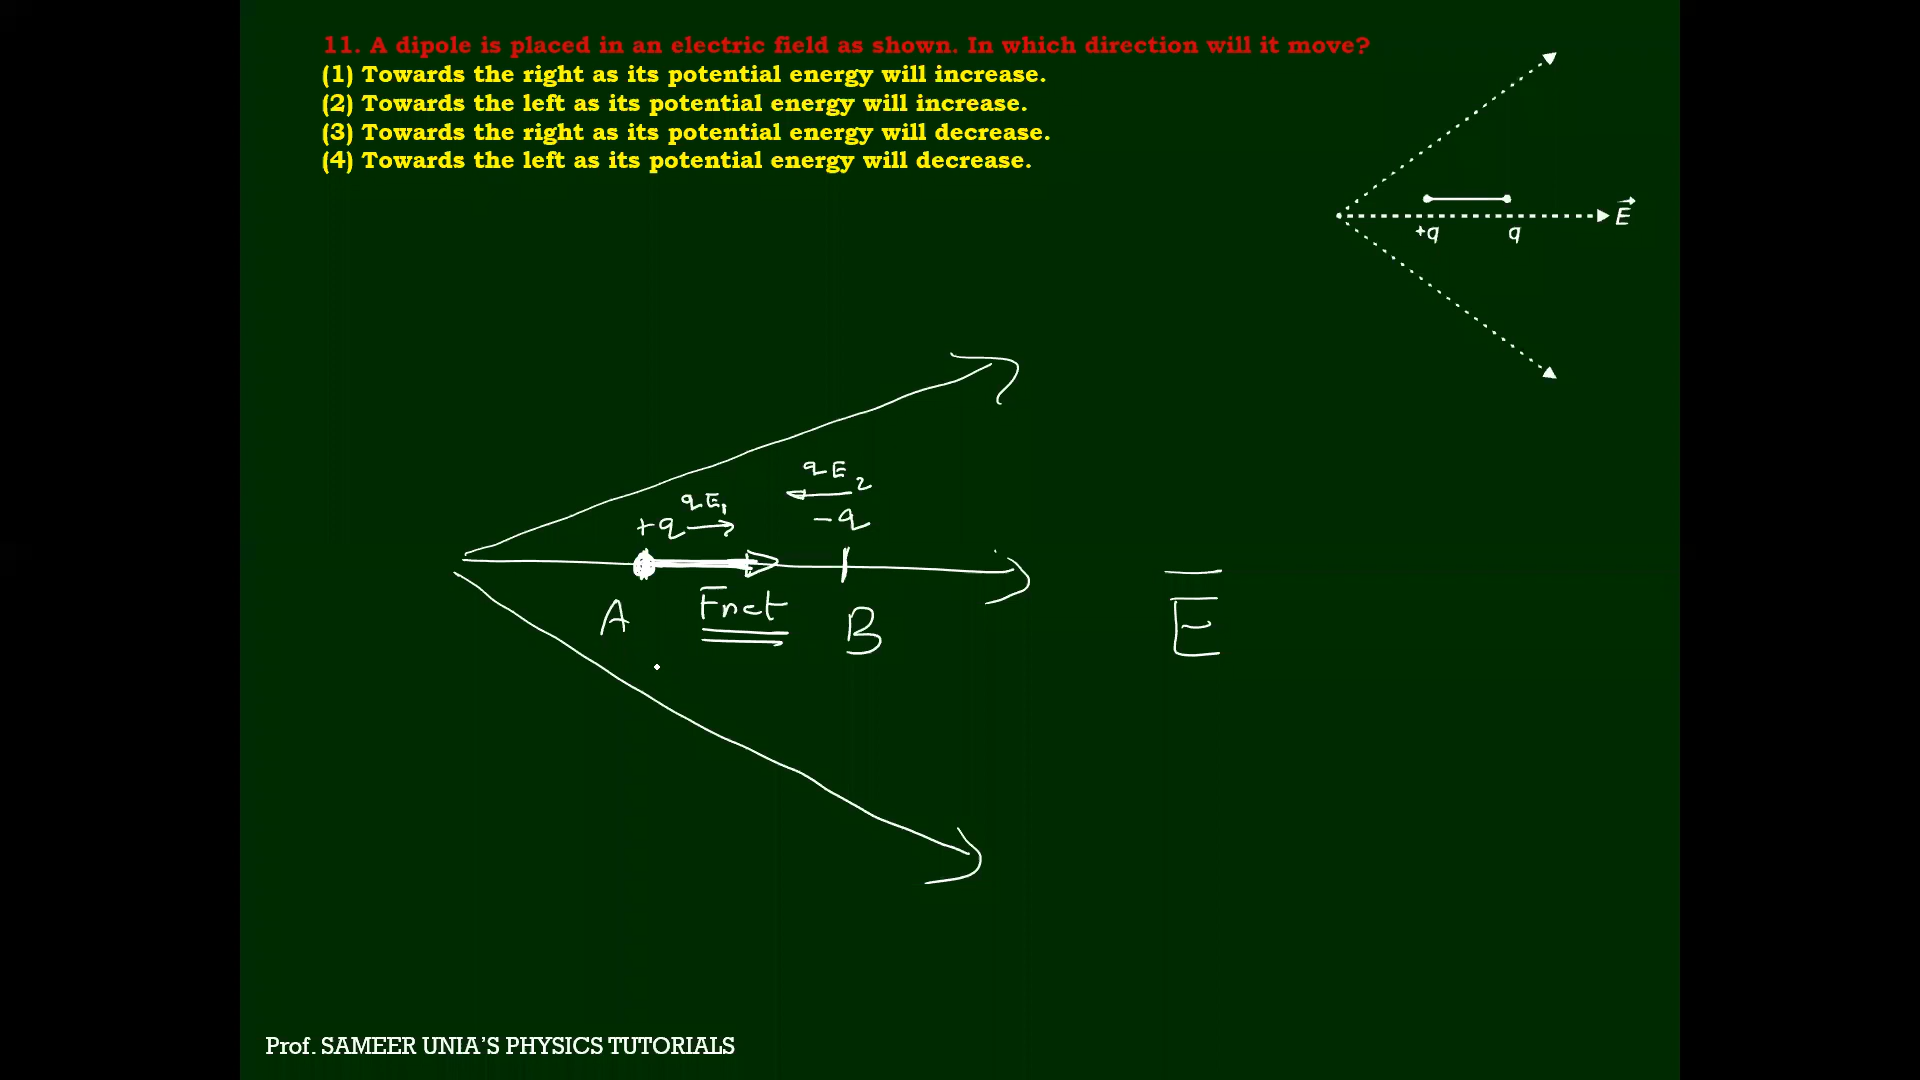 11. A dipole is placed in an electric field as shown. In which direction will it move?
(1) Towards the right as its potential energy will increase.
(2) Towards the left as its potential energy will increase.
(3) Towards the right as its potential energy will decrease.
(4) Towards the left as its potential energy will decrease.
E
+q q
qE₂
qE₁
+q -q
Fnet
A B
E
Prof. SAMEER UNIA'S PHYSICS TUTORIALS